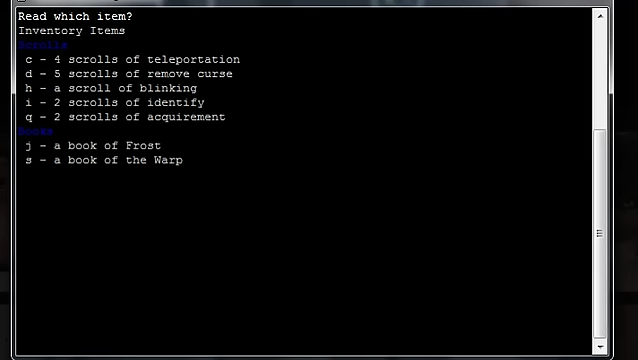 Read which item?
Inventory Items
Scrolls
c - 4 scrolls of teleportation
d - 5 scrolls of remove curse
h - a scroll of blinking
i - 2 scrolls of identify
q - 2 scrolls of acquirement
Books
j - a book of Frost
s - a book of the Warp